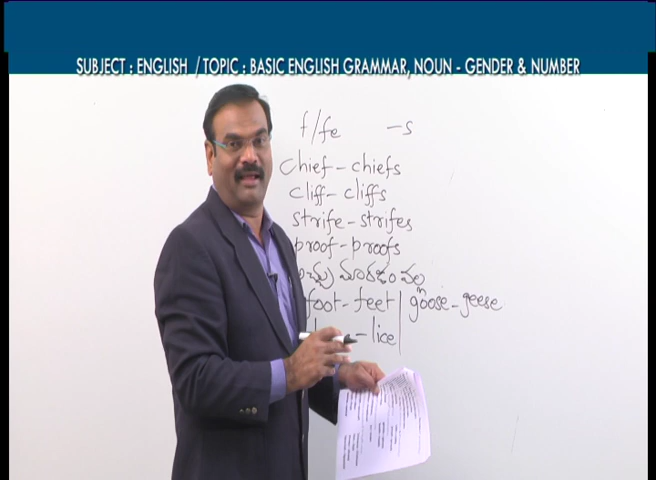 SUBJECT : ENGLISH / TOPIC : BASIC ENGLISH GRAMMAR, NOUN - GENDER & NUMBER
f/fe -s
chief - chiefs
cliff - cliffs
strife - strifes
proof - proofs
మారడం వల్ల
foot - feet | goose - geese
- lice